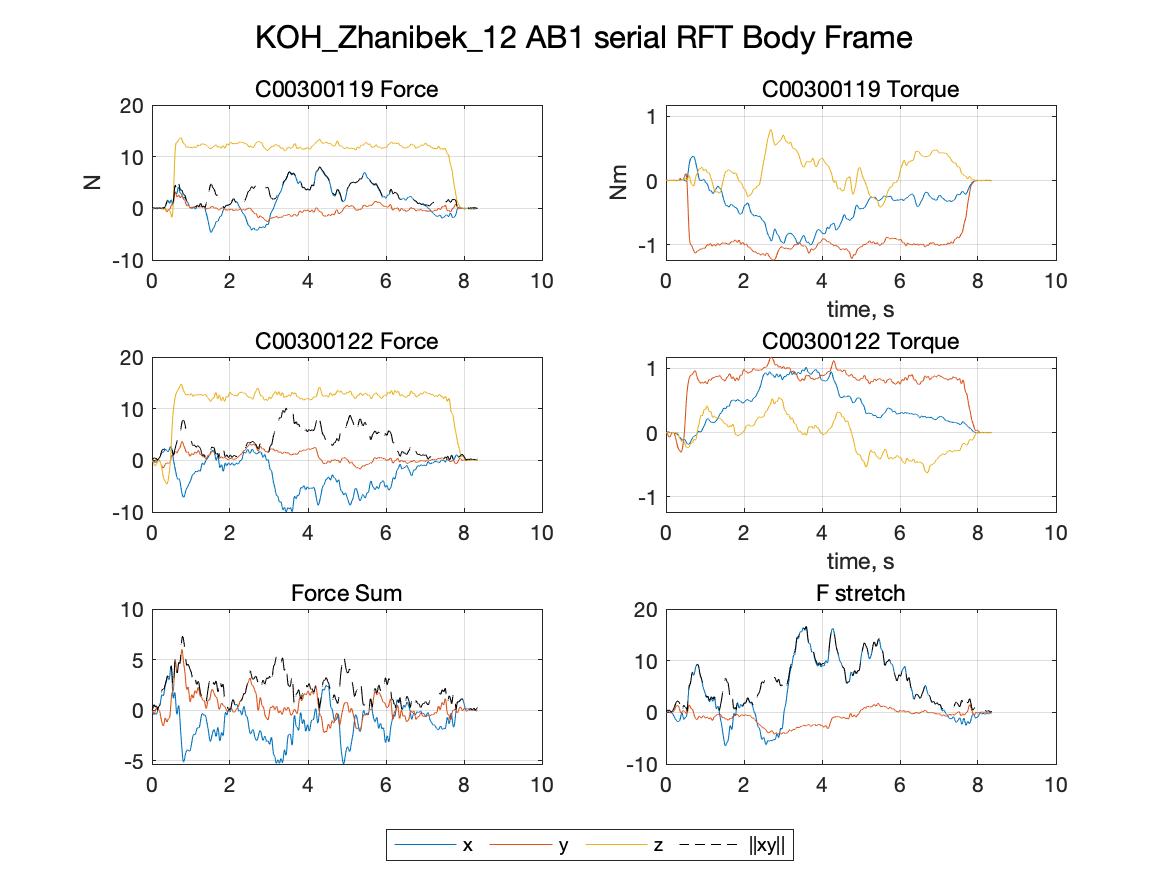 KOH_Zhanibek_12 AB1 serial RFT Body Frame
C00300119 Force
20
10
0
-10
N
0 2 4 6 8 10
C00300119 Torque
1
0
-1
Nm
0 2 4 6 8 10
time, s
C00300122 Force
20
10
0
-10
0 2 4 6 8 10
C00300122 Torque
1
0
-1
0 2 4 6 8 10
time, s
Force Sum
10
5
0
-5
0 2 4 6 8 10
F stretch
20
10
0
-10
0 2 4 6 8 10
x y z ||xy||